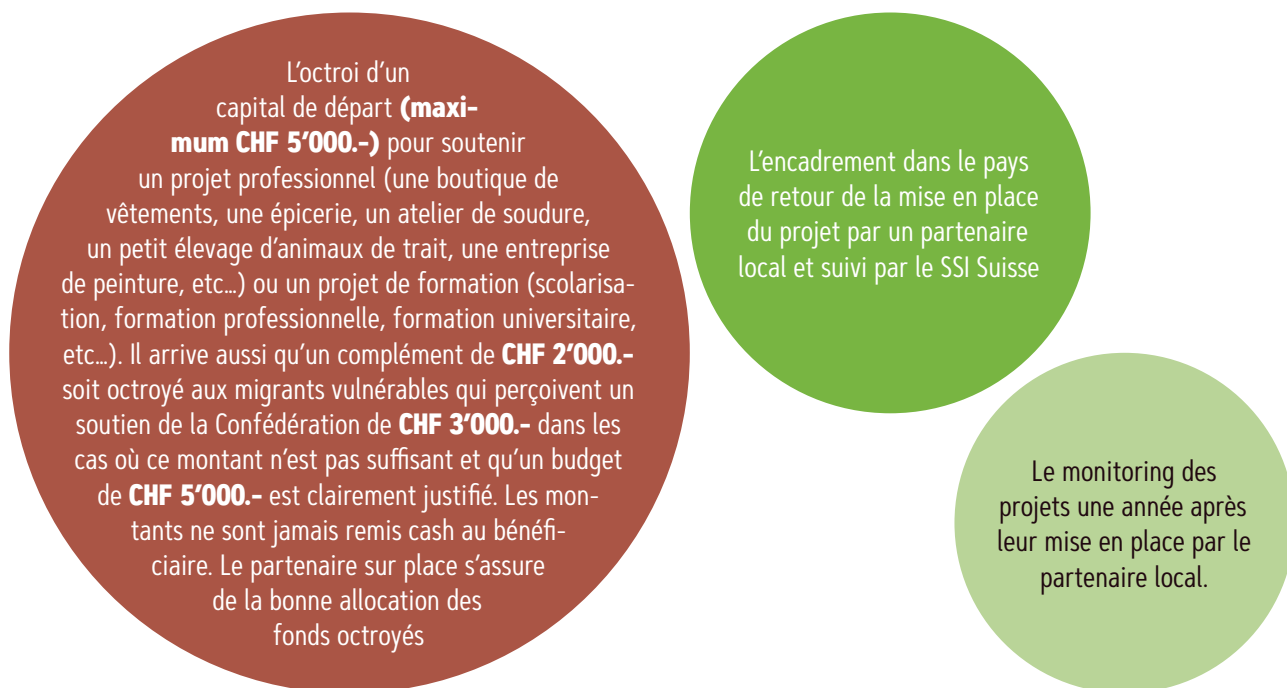 L’octroi d’un
capital de départ (maxi-
mum CHF 5’000.-) pour soutenir
un projet professionnel (une boutique de
vêtements, une épicerie, un atelier de soudure,
un petit élevage d’animaux de trait, une entreprise
de peinture, etc…) ou un projet de formation (scolarisa-
tion, formation professionnelle, formation universitaire,
etc…). Il arrive aussi qu’un complément de CHF 2’000.-
soit octroyé aux migrants vulnérables qui perçoivent un
soutien de la Confédération de CHF 3’000.- dans les
cas où ce montant n’est pas suffisant et qu’un budget
de CHF 5’000.- est clairement justifié. Les mon-
tants ne sont jamais remis cash au bénéfi-
ciaire. Le partenaire sur place s’assure
de la bonne allocation des
fonds octroyés
L’encadrement dans le pays
de retour de la mise en place
du projet par un partenaire
local et suivi par le SSI Suisse
Le monitoring des
projets une année après
leur mise en place par le
partenaire local.